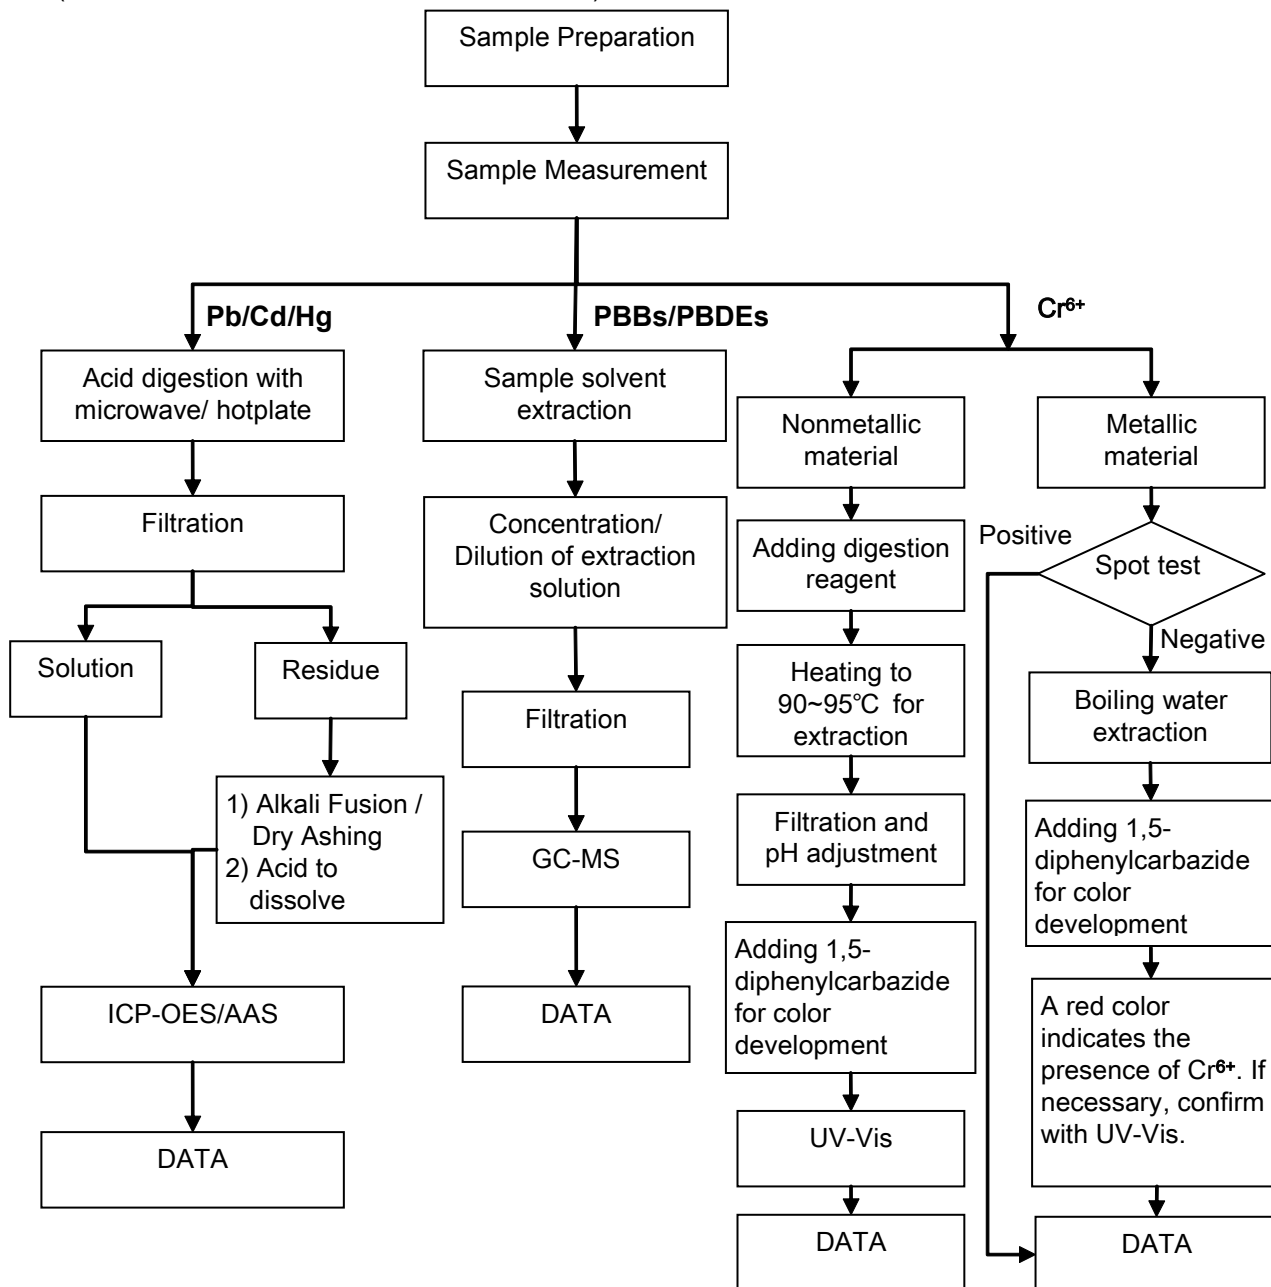 Sample Preparation
Sample Measurement
Pb/Cd/Hg
PBBs/PBDEs
Cr⁶⁺
Acid digestion with
microwave/ hotplate
Filtration
Solution
Residue
1) Alkali Fusion /
Dry Ashing
2) Acid to
dissolve
ICP-OES/AAS
DATA
Sample solvent
extraction
Concentration/
Dilution of extraction
solution
Filtration
GC-MS
DATA
Nonmetallic
material
Adding digestion
reagent
Heating to
90~95℃ for
extraction
Filtration and
pH adjustment
Adding 1,5-
diphenylcarbazide
for color
development
UV-Vis
DATA
Metallic
material
Spot test
Positive
Negative
Boiling water
extraction
Adding 1,5-
diphenylcarbazide
for color
development
A red color
indicates the
presence of Cr⁶⁺. If
necessary, confirm
with UV-Vis.
DATA